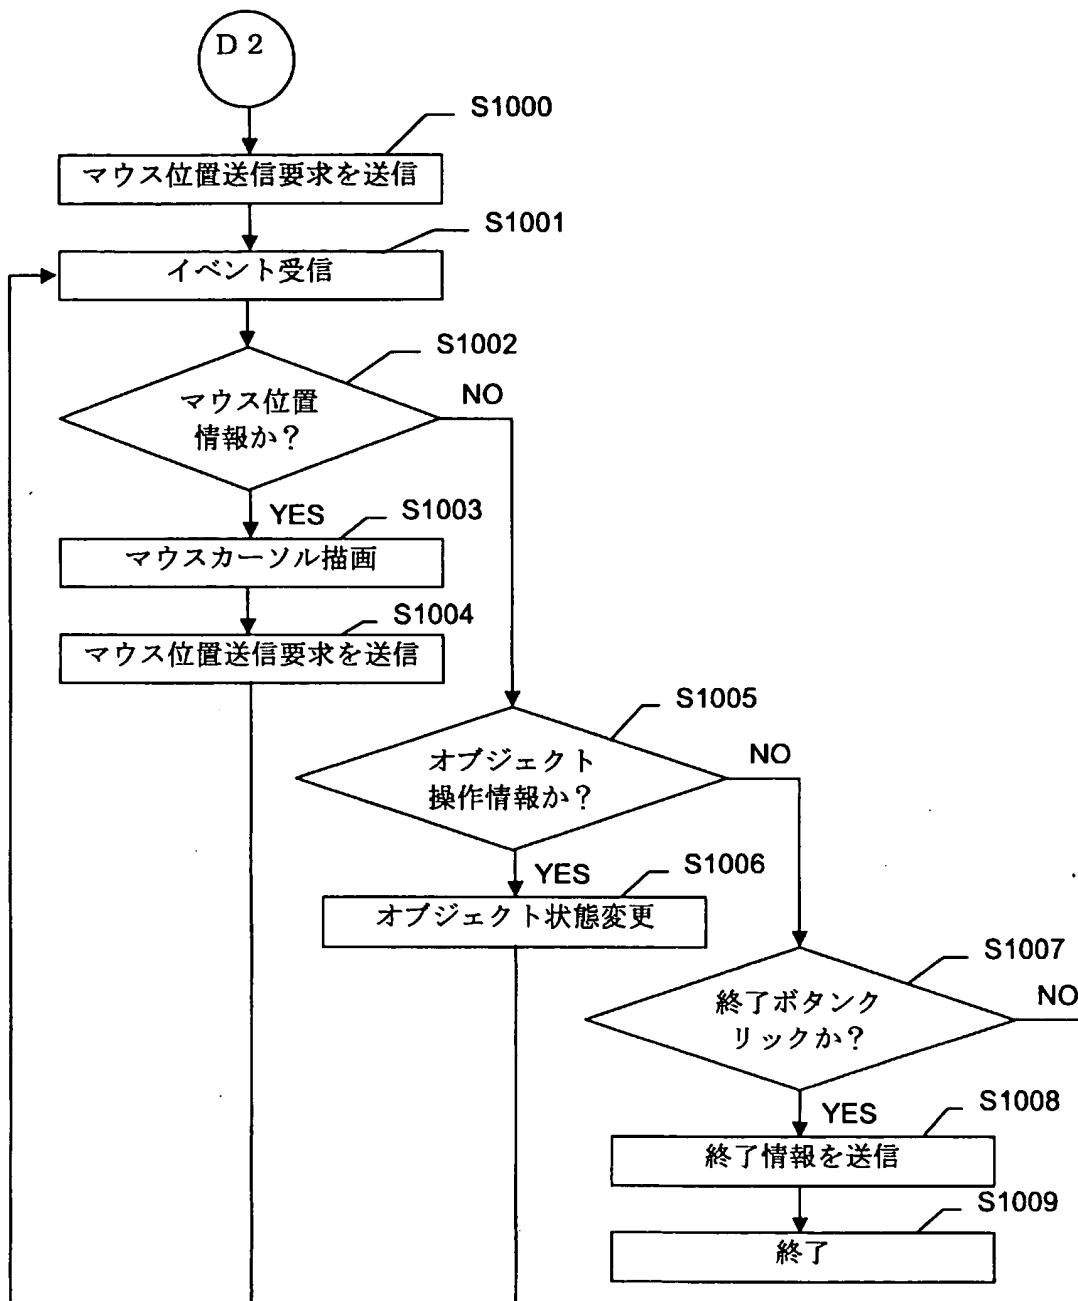 D2
S1000
マウス位置送信要求を送信
S1001
イベント受信
S1002
マウス位置
情報か?
NO
YES
S1003
マウスカーソル描画
S1004
マウス位置送信要求を送信
S1005
オブジェクト
操作情報か?
NO
YES
S1006
オブジェクト状態変更
S1007
終了ボタンク
リックか?
NO
YES
S1008
終了情報を送信
S1009
終了